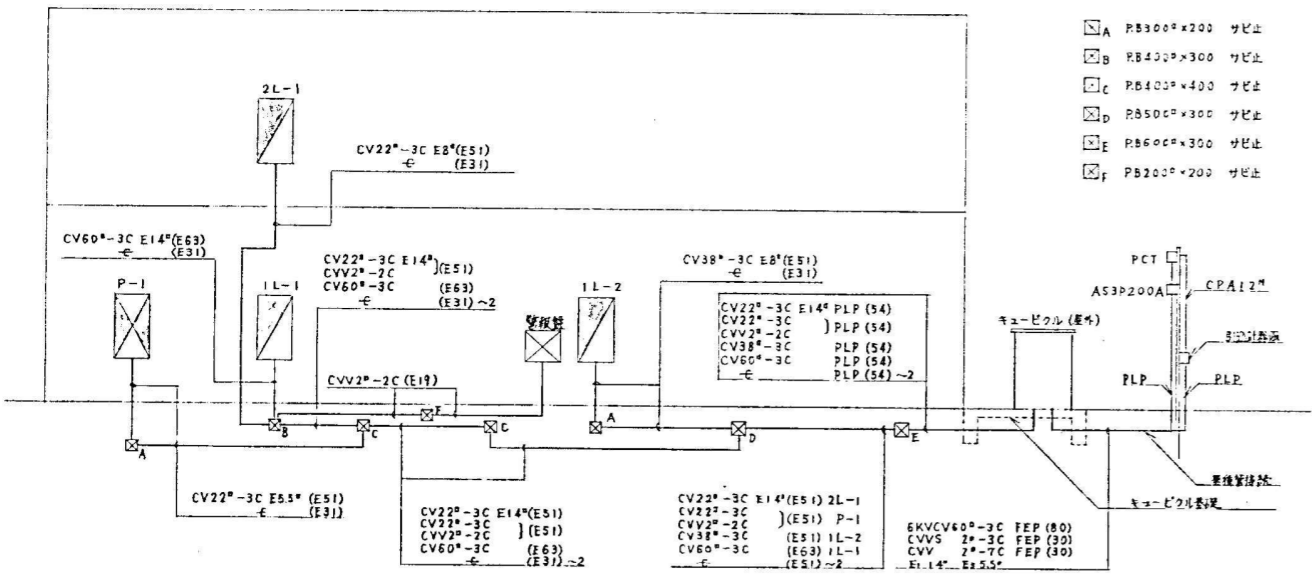 A PB300□×200 サビ止
B PB400□×300 サビ止
C PB400□×400 サビ止
D PB500□×300 サビ止
E PB600□×300 サビ止
F PB200□×200 サビ止
2L-1
CV22□-3C E8□(E51)
(E31)
CV60□-3C E14□(E63)
(E31)
CV22□-3C E14□
CVV2□-2C
(E51)
CV60□-3C (E63)
(E31)~2
P-1
1L-1
警報盤
1L-2
CV38□-3C E8□(E51)
(E31)
CV22□-3C E14□ PLP (54)
CV22□-3C
CVV2□-2C
PLP (54)
CV38□-3C PLP (54)
CV60□-3C PLP (54)
PLP (54)~2
キュービクル(屋外)
PCT
AS3P200A
CPA12M
PLP
PLP
CVV2□-2C (E19)
F
A
B
C
C
A
D
E
CV22□-3C E5.5□ (E51)
(E31)
CV22□-3C E14□(E51)
CV22□-3C
CVV2□-2C
(E51)
CV60□-3C (E63)
(E31)~2
CV22□-3C E14□(E51) 2L-1
CV22□-3C
CVV2□-2C
(E51) P-1
CV38□-3C (E51) 1L-2
CV60□-3C (E63) 1L-1
(E51)~2
キュービクル基礎
6KVCV60□-3C FEP (80)
CVVS 2□-3C FEP (30)
CVV 2□-7C FEP (30)
E1 14□ E3 5.5□